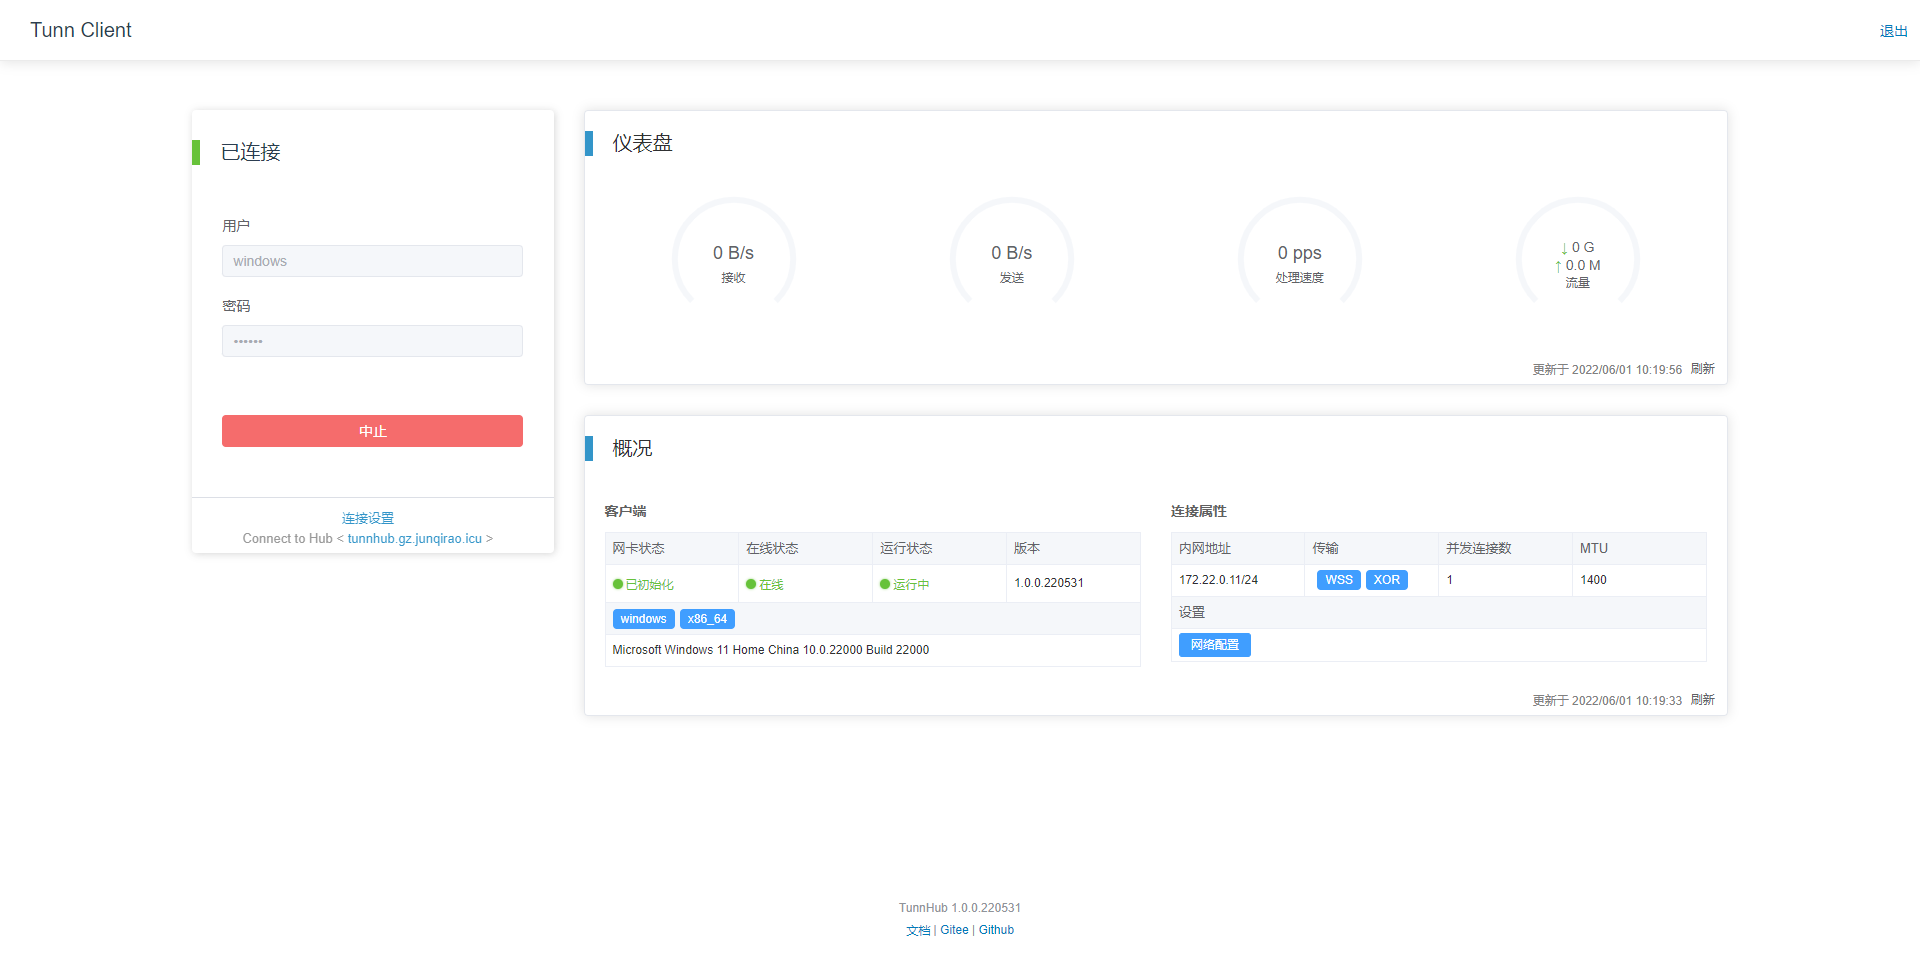 Tunn Client
退出
已连接
用户
windows
密码
••••••
中止
连接设置
Connect to Hub < tunnhub.gz.junqirao.icu >
仪表盘
0 B/s
接收
0 B/s
发送
0 pps
处理速度
↓ 0 G
↑ 0.0 M
流量
更新于 2022/06/01 10:19:56 刷新
概况
客户端
网卡状态 在线状态 运行状态 版本
已初始化 在线 运行中 1.0.0.220531
windows x86_64
Microsoft Windows 11 Home China 10.0.22000 Build 22000
连接属性
内网地址 传输 并发连接数 MTU
172.22.0.11/24 WSS XOR 1 1400
设置
网络配置
更新于 2022/06/01 10:19:33 刷新
TunnHub 1.0.0.220531
文档 | Gitee | Github